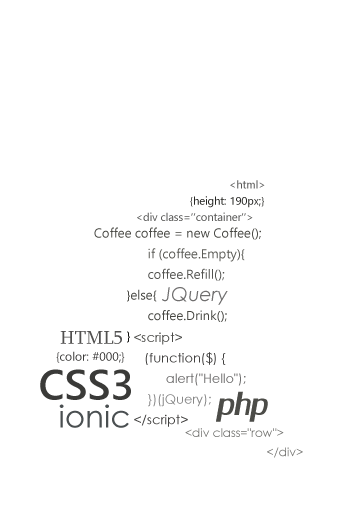 <html>
{height: 190px;}
<div class="container">
Coffee coffee = new Coffee();
if (coffee.Empty){
coffee.Refill();
}else{ JQuery
coffee.Drink();
HTML5 } <script>
{color: #000;} (function($) {
CSS3 alert("Hello");
})(jQuery); php
ionic </script>
<div class="row">
</div>